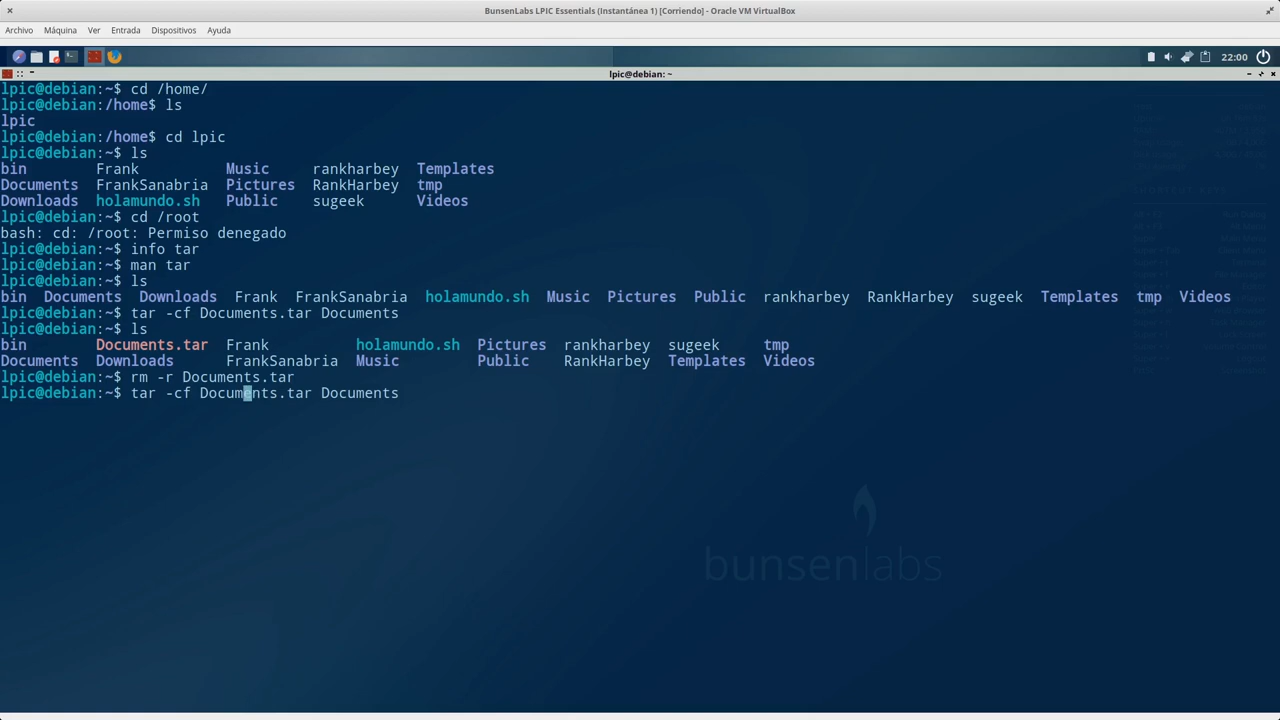 BunsenLabs LPIC Essentials (Instantánea 1) [Corriendo] - Oracle VM VirtualBox
Archivo Máquina Ver Entrada Dispositivos Ayuda
22:00
lpic@debian: ~
lpic@debian:~$ cd /home/
lpic@debian:/home$ ls
lpic
lpic@debian:/home$ cd lpic
lpic@debian:~$ ls
bin Frank Music rankharbey Templates
Documents FrankSanabria Pictures RankHarbey tmp
Downloads holamundo.sh Public sugeek Videos
lpic@debian:~$ cd /root
bash: cd: /root: Permiso denegado
lpic@debian:~$ info tar
lpic@debian:~$ man tar
lpic@debian:~$ ls
bin Documents Downloads Frank FrankSanabria holamundo.sh Music Pictures Public rankharbey RankHarbey sugeek Templates tmp Videos
lpic@debian:~$ tar -cf Documents.tar Documents
lpic@debian:~$ ls
bin Documents.tar Frank holamundo.sh Pictures rankharbey sugeek tmp
Documents Downloads FrankSanabria Music Public RankHarbey Templates Videos
lpic@debian:~$ rm -r Documents.tar
lpic@debian:~$ tar -cf Documents.tar Documents
bunsenlabs